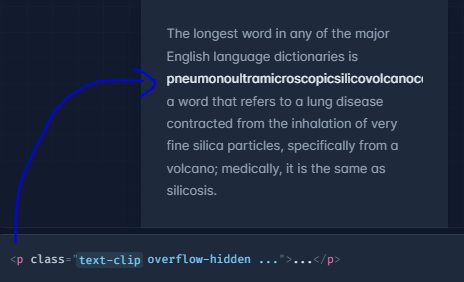 The longest word in any of the major
English language dictionaries is
pneumonoultramicroscopicsilicovolcanoc
a word that refers to a lung disease
contracted from the inhalation of very
fine silica particles, specifically from a
volcano; medically, it is the same as
silicosis.
<p class="text-clip overflow-hidden ...">...</p>